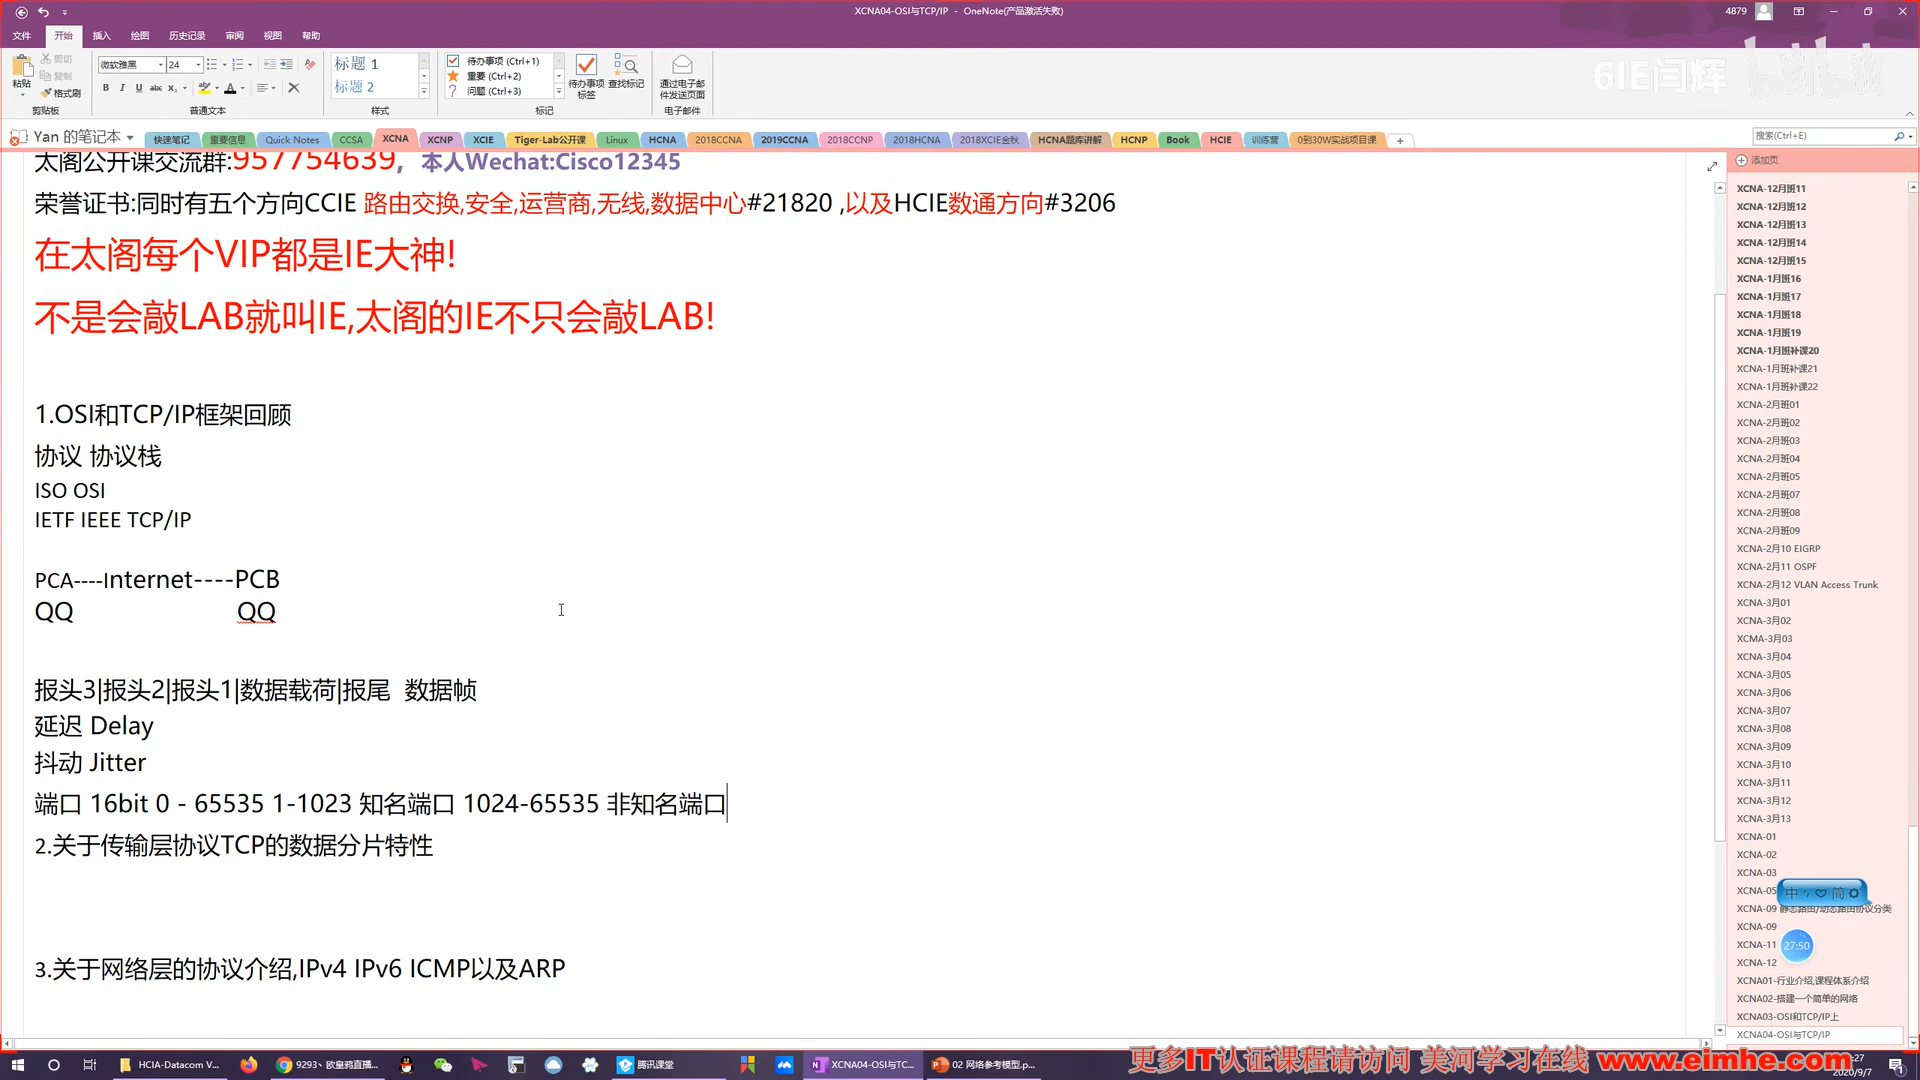 XCNA04-OSI与TCP/IP - OneNote(产品激活失败)
4879
文件 开始 插入 绘图 历史记录 审阅 视图 帮助
粘贴
剪切
复制
格式刷
剪贴板
微软雅黑 24
B I U abc
普通文本
标题 1
标题 2
样式
待办事项 (Ctrl+1)
重要 (Ctrl+2)
问题 (Ctrl+3)
待办事项标签
查找标记
标记
通过电子邮件发送页面
电子邮件
6IE闫辉
bilibili
Yan 的笔记本
快速笔记 重要信息 Quick Notes CCSA XCNA XCNP XCIE Tiger-Lab公开课 Linux HCNA 2018CCNA 2019CCNA 2018CCNP 2018HCNA 2018XCIE金秋 HCNA题库讲解 HCNP Book HCIE 训练营 0到30W实战项目课
搜索(Ctrl+E)
太阁公开课交流群:957754639, 本人Wechat:Cisco12345
荣誉证书:同时有五个方向CCIE 路由交换,安全,运营商,无线,数据中心#21820 ,以及HCIE数通方向#3206
在太阁每个VIP都是IE大神!
不是会敲LAB就叫IE,太阁的IE不只会敲LAB!
1.OSI和TCP/IP框架回顾
协议 协议栈
ISO OSI
IETF IEEE TCP/IP
PCA----Internet----PCB
QQ QQ
报头3|报头2|报头1|数据载荷|报尾 数据帧
延迟 Delay
抖动 Jitter
端口 16bit 0 - 65535 1-1023 知名端口 1024-65535 非知名端口
2.关于传输层协议TCP的数据分片特性
3.关于网络层的协议介绍,IPv4 IPv6 ICMP以及ARP
添加页
XCNA-12月班11
XCNA-12月班12
XCNA-12月班13
XCNA-12月班14
XCNA-12月班15
XCNA-1月班16
XCNA-1月班17
XCNA-1月班18
XCNA-1月班19
XCNA-1月班补课20
XCNA-1月班补课21
XCNA-1月班补课22
XCNA-2月班01
XCNA-2月班02
XCNA-2月班03
XCNA-2月班04
XCNA-2月班05
XCNA-2月班07
XCNA-2月班08
XCNA-2月班09
XCNA-2月10 EIGRP
XCNA-2月11 OSPF
XCNA-2月12 VLAN Access Trunk
XCNA-3月01
XCNA-3月02
XCMA-3月03
XCNA-3月04
XCNA-3月05
XCNA-3月06
XCNA-3月07
XCNA-3月08
XCNA-3月09
XCNA-3月10
XCNA-3月11
XCNA-3月12
XCNA-3月13
XCNA-01
XCNA-02
XCNA-03
XCNA-05
中 简
XCNA-09 静态路由/动态路由协议分类
XCNA-09
XCNA-11
27:50
XCNA-12
XCNA01-行业介绍,课程体系介绍
XCNA02-搭建一个简单的网络
XCNA03-OSI和TCP/IP上
XCNA04-OSI与TCP/IP
HCIA-Datacom V...
9293、欧皇鸦直播...
腾讯课堂
XCNA04-OSI与TC...
02 网络参考模型.p...
更多IT认证课程请访问 美河学习在线 www.eimhe.com
2020/9/7